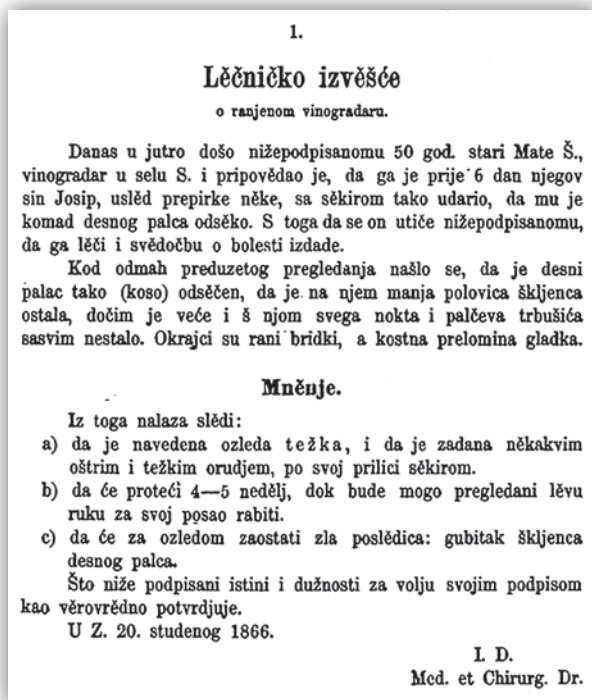 1.
Lěčničko izvěšće
o ranjenom vinogradaru.
Danas u jutro došo nižepodpisanomu 50 god. stari Mate Š.,
vinogradar u selu S. i pripovědao je, da ga je prije 6 dan njegov
sin Josip, uslěd prepirke něke, sa sěkirom tako udario, da mu je
komad desnog palca odsěko. S toga da se on utiče nižepodpisanomu,
da ga lěči i svědočbu o bolesti izdade.
Kod odmah preduzetog pregledanja našlo se, da je desni
palac tako (koso) odsěčen, da je na njem manja polovica škljenca
ostala, dočim je veće i š njom svega nokta i palčeva trbušića
sasvim nestalo. Okrajci su rani bridki, a kostna prelomina gladka.
Mněnje.
Iz toga nalaza slědi:
a) da je navedena ozleda težka, i da je zadana někakvim
oštrim i težkim orudjem, po svoj prilici sěkirom.
b) da će proteći 4—5 nedělj, dok bude mogo pregledani lěvu
ruku za svoj posao rabiti.
c) da će za ozledom zaostati zla poslědica: gubitak škljenca
desnog palca.
Što niže podpisani istini i dužnosti za volju svojim podpisom
kao věrovrědno potvrdjuje.
U Z. 20. studenog 1866.
I. D.
Med. et Chirurg. Dr.